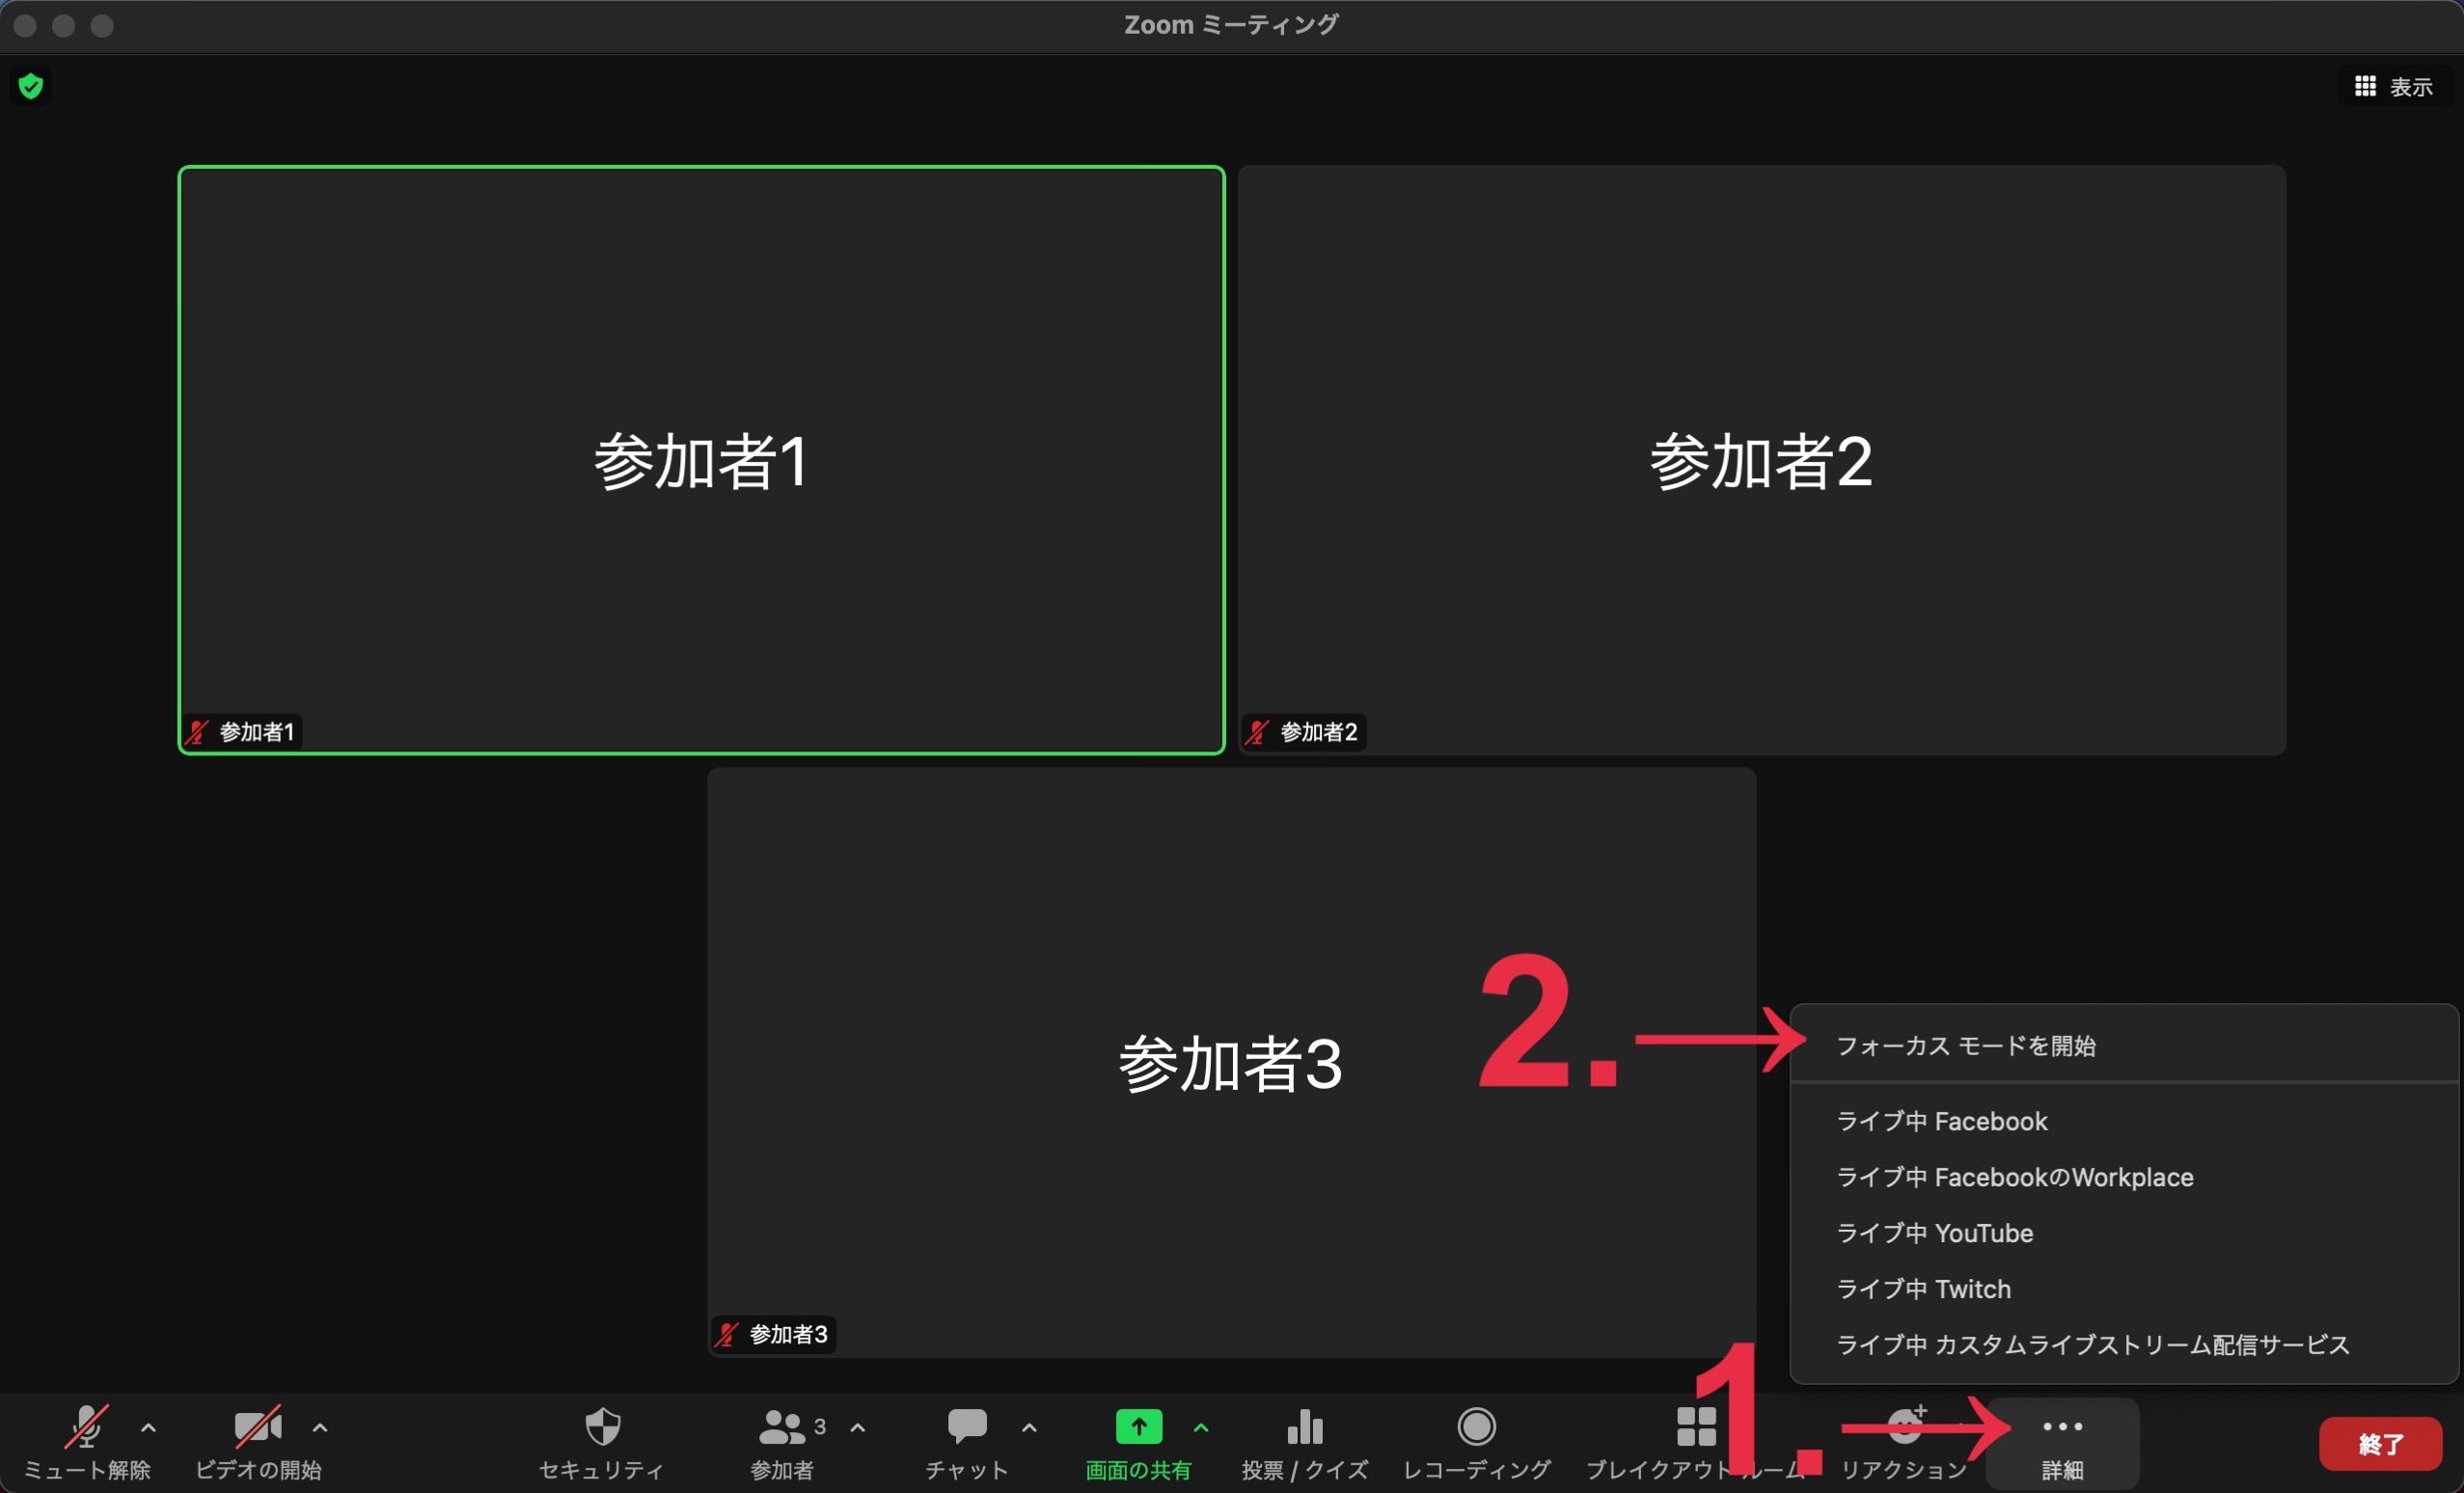 Zoom ミーティング
表示
参加者1
参加者2
参加者1
参加者2
参加者3
2.
フォーカス モードを開始
ライブ中 Facebook
ライブ中 FacebookのWorkplace
ライブ中 YouTube
ライブ中 Twitch
ライブ中 カスタムライブストリーム配信サービス
参加者3
1.
3
ミュート解除
ビデオの開始
セキュリティ
参加者
チャット
画面の共有
投票 / クイズ
レコーディング
ブレイクアウト ルーム
リアクション
詳細
終了